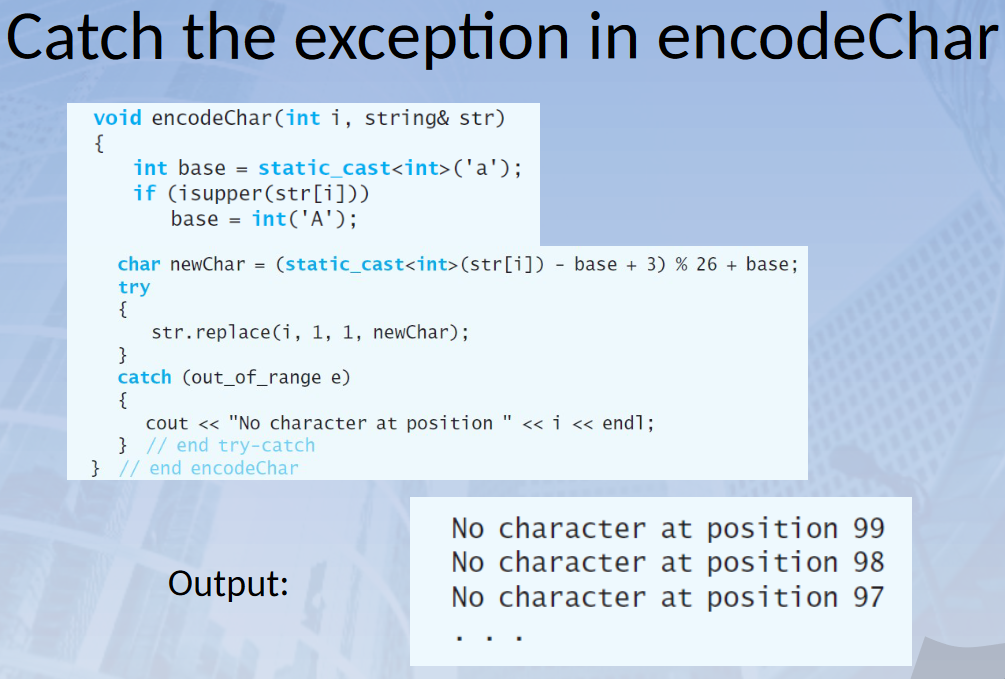 Catch the exception in encodeChar
void encodeChar(int i, string& str)
{
int base = static_cast<int>('a');
if (isupper(str[i]))
base = int('A');
char newChar = (static_cast<int>(str[i]) - base + 3) % 26 + base;
try
{
str.replace(i, 1, 1, newChar);
}
catch (out_of_range e)
{
cout << "No character at position " << i << endl;
} // end try-catch
} // end encodeChar
Output:
No character at position 99
No character at position 98
No character at position 97
. . .